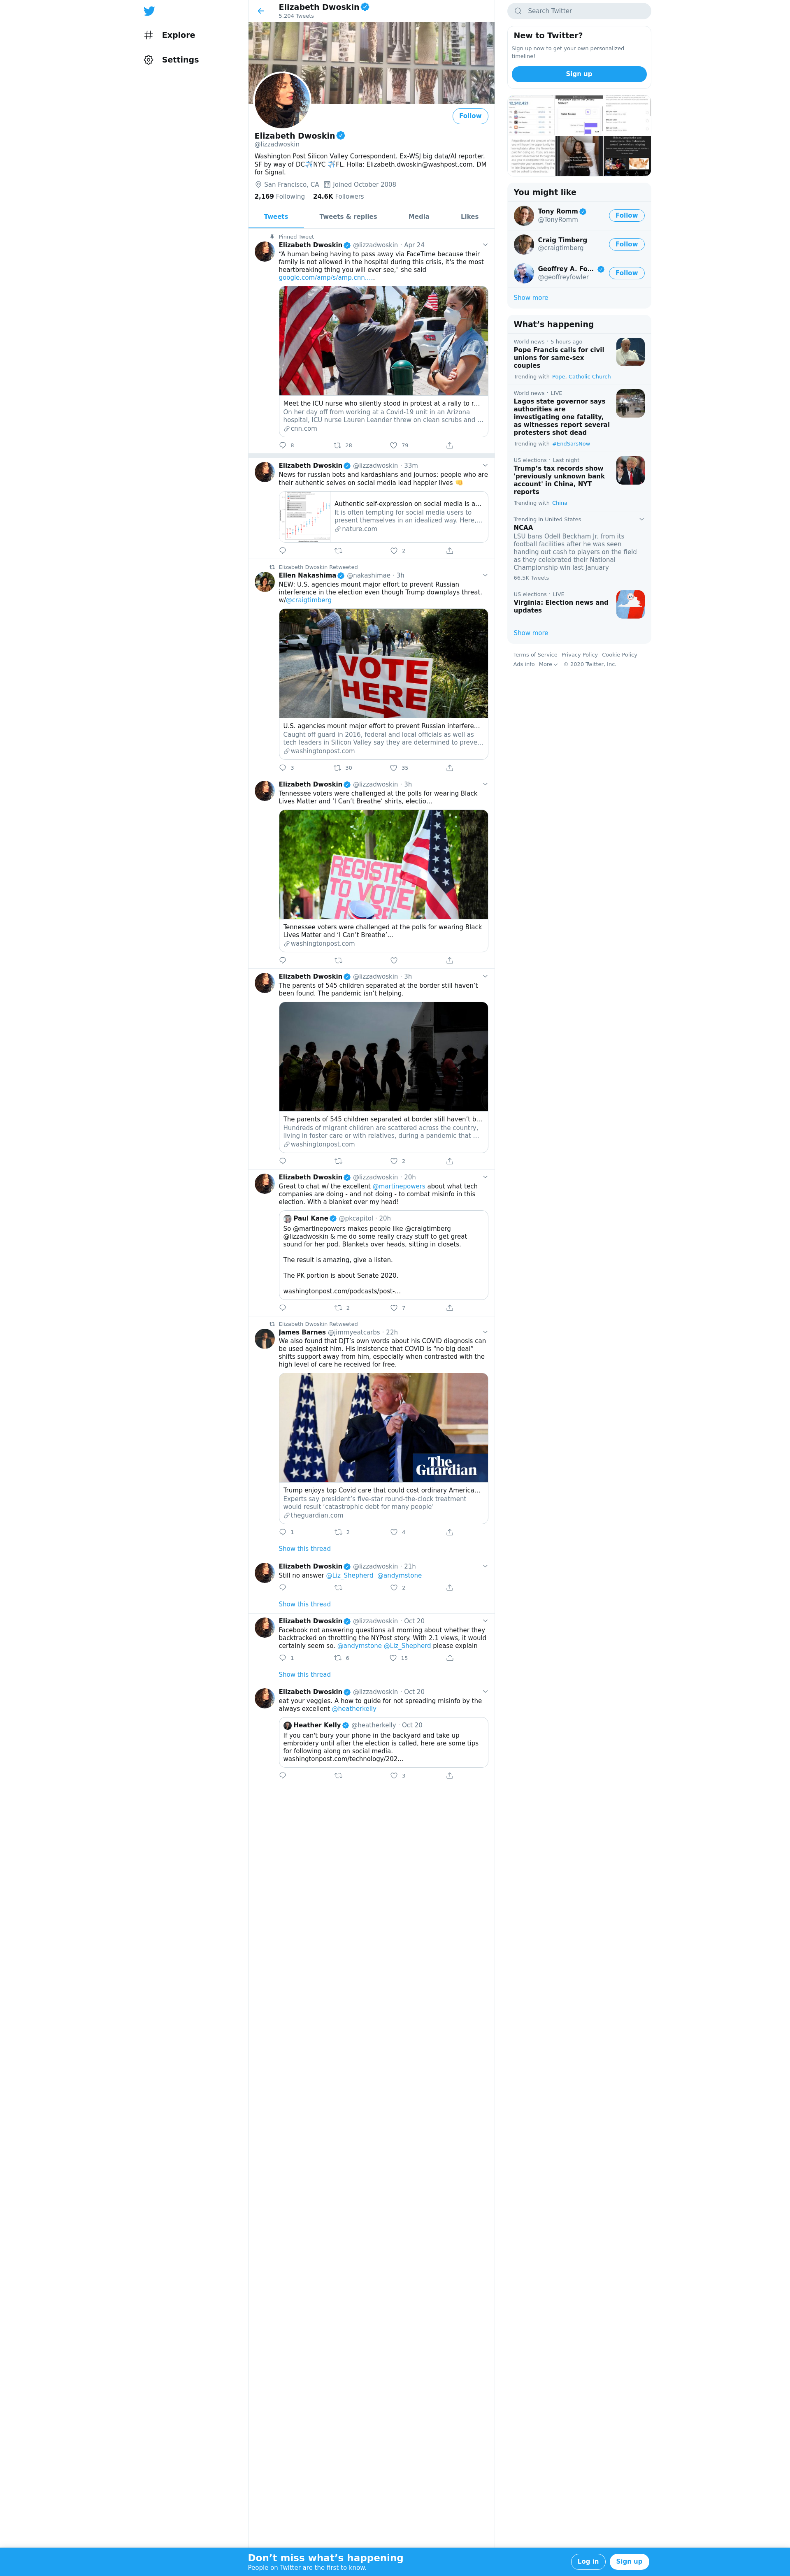 Explore
Settings
Elizabeth Dwoskin
5,204 Tweets
Follow
Elizabeth Dwoskin
@lizzadwoskin
Washington Post Silicon Valley Correspondent. Ex-WSJ big data/AI reporter.
SF by way of DC✈️NYC ✈️FL. Holla: Elizabeth.dwoskin@washpost.com. DM
for Signal.
San Francisco, CA Joined October 2008
2,169 Following 24.6K Followers
Tweets Tweets & replies Media Likes
Pinned Tweet
Elizabeth Dwoskin @lizzadwoskin · Apr 24
"A human being having to pass away via FaceTime because their
family is not allowed in the hospital during this crisis, it's the most
heartbreaking thing you will ever see," she said
google.com/amp/s/amp.cnn.…..
Meet the ICU nurse who silently stood in protest at a rally to r...
On her day off from working at a Covid-19 unit in an Arizona
hospital, ICU nurse Lauren Leander threw on clean scrubs and ...
cnn.com
8 28 79
Elizabeth Dwoskin @lizzadwoskin · 33m
News for russian bots and kardashians and journos: people who are
their authentic selves on social media lead happier lives
Authentic self-expression on social media is a...
It is often tempting for social media users to
present themselves in an idealized way. Here,...
nature.com
2
Elizabeth Dwoskin Retweeted
Ellen Nakashima @nakashimae · 3h
NEW: U.S. agencies mount major effort to prevent Russian
interference in the election even though Trump downplays threat.
w/@craigtimberg
VOTE
HERE
U.S. agencies mount major effort to prevent Russian interfere...
Caught off guard in 2016, federal and local officials as well as
tech leaders in Silicon Valley say they are determined to preve...
washingtonpost.com
3 30 35
Elizabeth Dwoskin @lizzadwoskin · 3h
Tennessee voters were challenged at the polls for wearing Black
Lives Matter and ‘I Can’t Breathe’ shirts, electio...
REGISTER
TO VOTE
Tennessee voters were challenged at the polls for wearing Black
Lives Matter and ‘I Can’t Breathe’...
washingtonpost.com
Elizabeth Dwoskin @lizzadwoskin · 3h
The parents of 545 children separated at the border still haven’t
been found. The pandemic isn’t helping.
The parents of 545 children separated at border still haven’t b...
Hundreds of migrant children are scattered across the country,
living in foster care or with relatives, during a pandemic that ...
washingtonpost.com
2
Elizabeth Dwoskin @lizzadwoskin · 20h
Great to chat w/ the excellent @martinepowers about what tech
companies are doing - and not doing - to combat misinfo in this
election. With a blanket over my head!
Paul Kane @pkcapitol · 20h
So @martinepowers makes people like @craigtimberg
@lizzadwoskin & me do some really crazy stuff to get great
sound for her pod. Blankets over heads, sitting in closets.
The result is amazing, give a listen.
The PK portion is about Senate 2020.
washingtonpost.com/podcasts/post-…
2 7
Elizabeth Dwoskin Retweeted
James Barnes @jimmyeatcarbs · 22h
We also found that DJT’s own words about his COVID diagnosis can
be used against him. His insistence that COVID is “no big deal”
shifts support away from him, especially when contrasted with the
high level of care he received for free.
The
Guardian
Trump enjoys top Covid care that could cost ordinary America...
Experts say president’s five-star round-the-clock treatment
would result ‘catastrophic debt for many people’
theguardian.com
1 2 4
Show this thread
Elizabeth Dwoskin @lizzadwoskin · 21h
Still no answer @Liz_Shepherd @andymstone
2
Show this thread
Elizabeth Dwoskin @lizzadwoskin · Oct 20
Facebook not answering questions all morning about whether they
backtracked on throttling the NYPost story. With 2.1 views, it would
certainly seem so. @andymstone @Liz_Shepherd please explain
1 6 15
Show this thread
Elizabeth Dwoskin @lizzadwoskin · Oct 20
eat your veggies. A how to guide for not spreading misinfo by the
always excellent @heatherkelly
Heather Kelly @heatherkelly · Oct 20
If you can’t bury your phone in the backyard and take up
embroidery until after the election is called, here are some tips
for following along on social media.
washingtonpost.com/technology/202…
3
Search Twitter
New to Twitter?
Sign up now to get your own personalized
timeline!
Sign up
You might like
Tony Romm
@TonyRomm
Follow
Craig Timberg
@craigtimberg
Follow
Geoffrey A. Fo...
@geoffreyfowler
Follow
Show more
What’s happening
World news · 5 hours ago
Pope Francis calls for civil
unions for same-sex
couples
Trending with Pope, Catholic Church
World news · LIVE
Lagos state governor says
authorities are
investigating one fatality,
as witnesses report several
protesters shot dead
Trending with #EndSarsNow
US elections · Last night
Trump’s tax records show
'previously unknown bank
account' in China, NYT
reports
Trending with China
Trending in United States
NCAA
LSU bans Odell Beckham Jr. from its
football facilities after he was seen
handing out cash to players on the field
as they celebrated their National
Championship win last January
66.5K Tweets
US elections · LIVE
Virginia: Election news and
updates
Show more
Terms of Service Privacy Policy Cookie Policy
Ads info More © 2020 Twitter, Inc.
Don’t miss what’s happening
People on Twitter are the first to know.
Log in Sign up